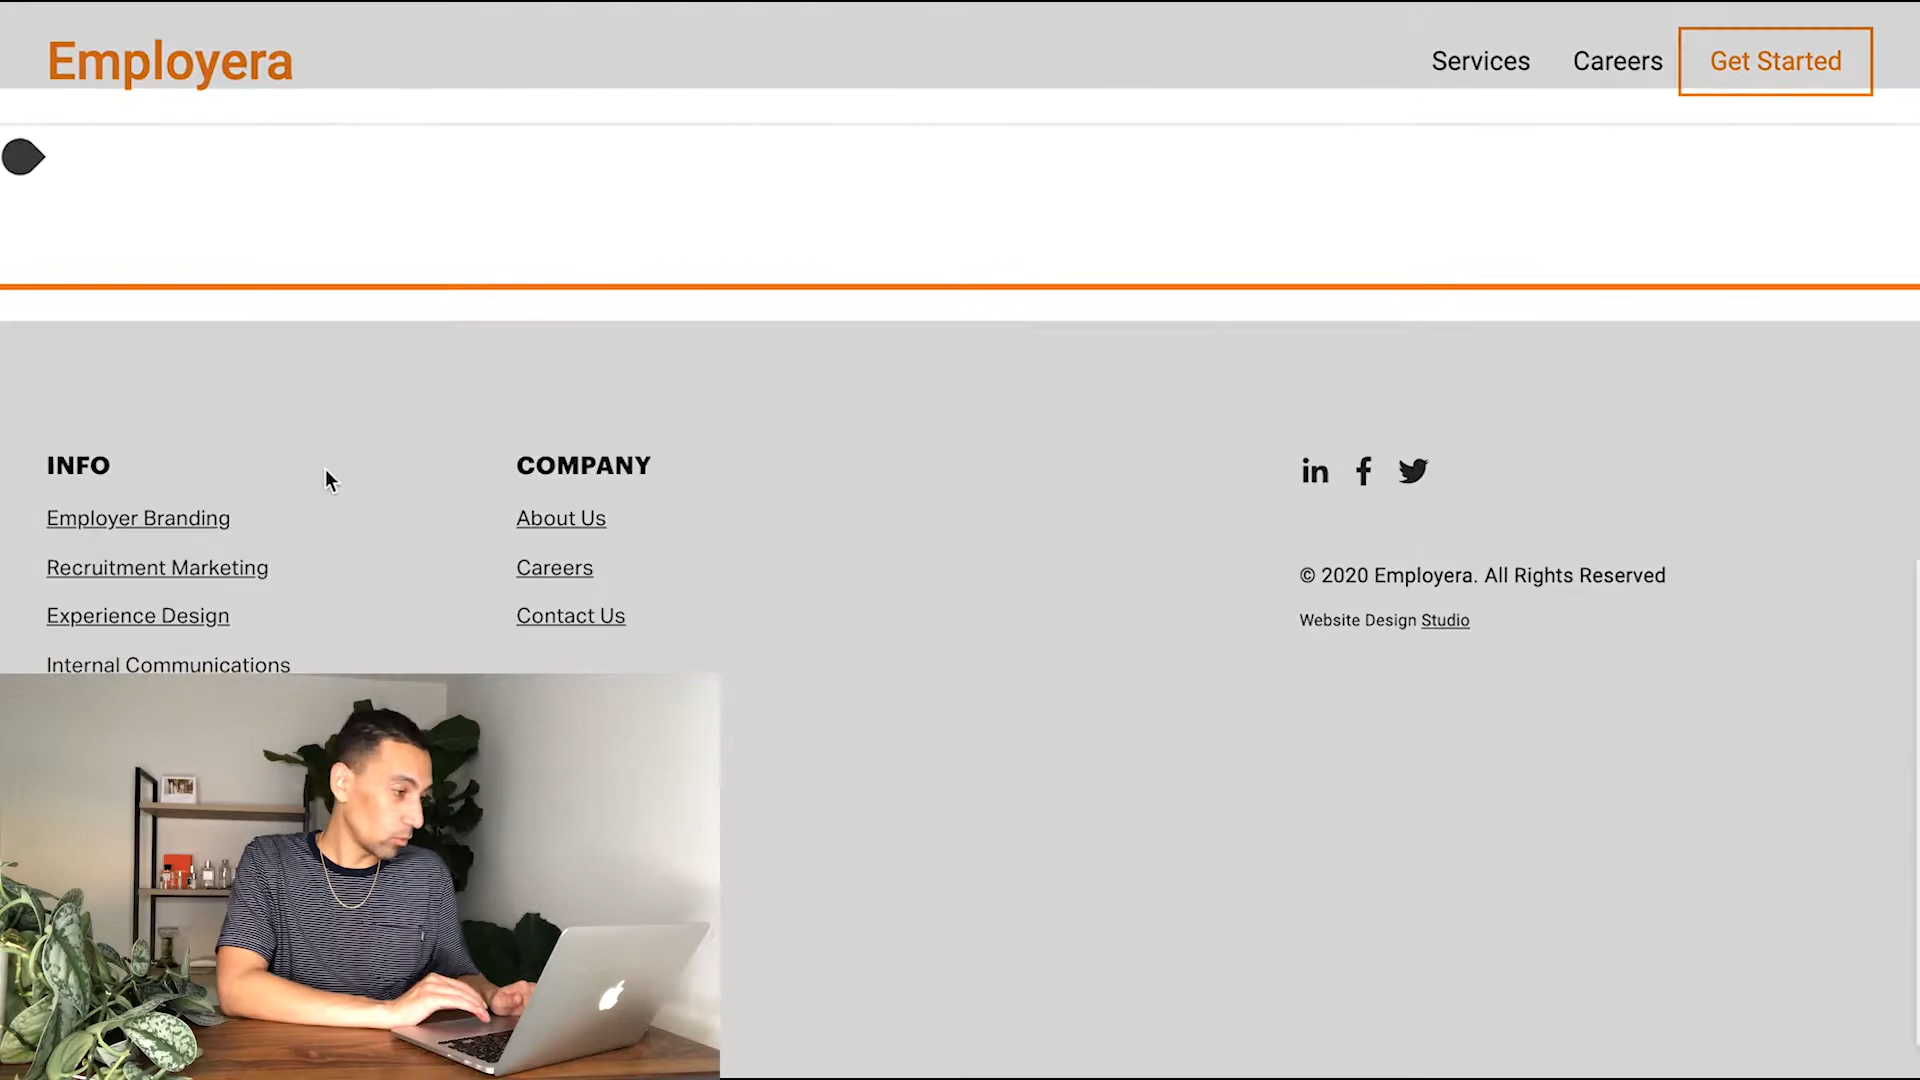 Employera
Services
Careers
Get Started
INFO
COMPANY
Employer Branding
About Us
Recruitment Marketing
Careers
Experience Design
Contact Us
Internal Communications
© 2020 Employera. All Rights Reserved
Website Design Studio